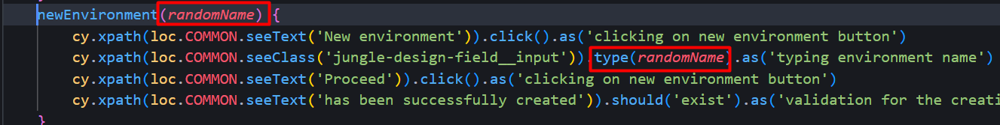 newEnvironment(randomName) {
cy.xpath(loc.COMMON.seeText('New environment')).click().as('clicking on new environment button')
cy.xpath(loc.COMMON.seeClass('jungle-design-field__input')).type(randomName).as('typing environment name')
cy.xpath(loc.COMMON.seeText('Proceed')).click().as('clicking on new environment button')
cy.xpath(loc.COMMON.seeText('has been successfully created')).should('exist').as('validation for the creati
}